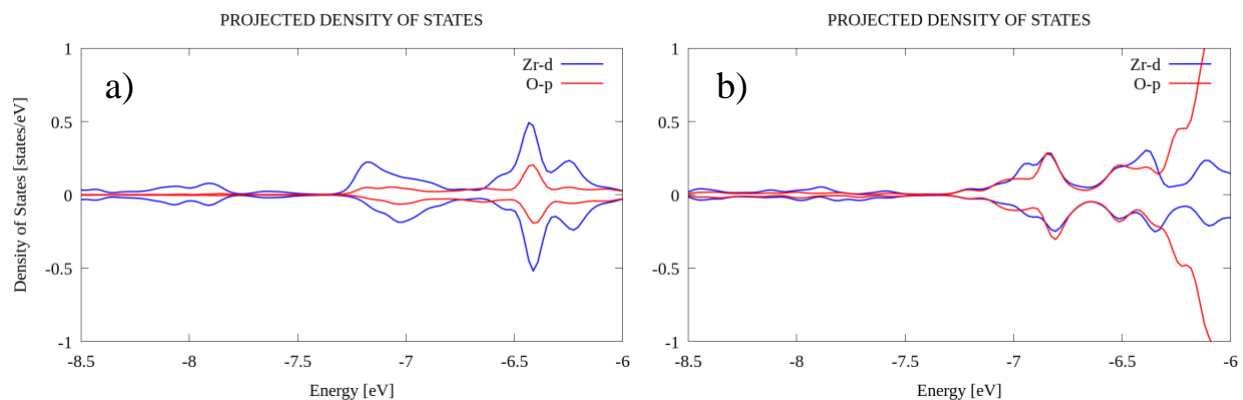 PROJECTED DENSITY OF STATES
a)
Zr-d
O-p
1
0.5
0
-0.5
-1
Density of States [states/eV]
-8.5 -8 -7.5 -7 -6.5 -6
Energy [eV]
PROJECTED DENSITY OF STATES
b)
Zr-d
O-p
1
0.5
0
-0.5
-1
-8.5 -8 -7.5 -7 -6.5 -6
Energy [eV]